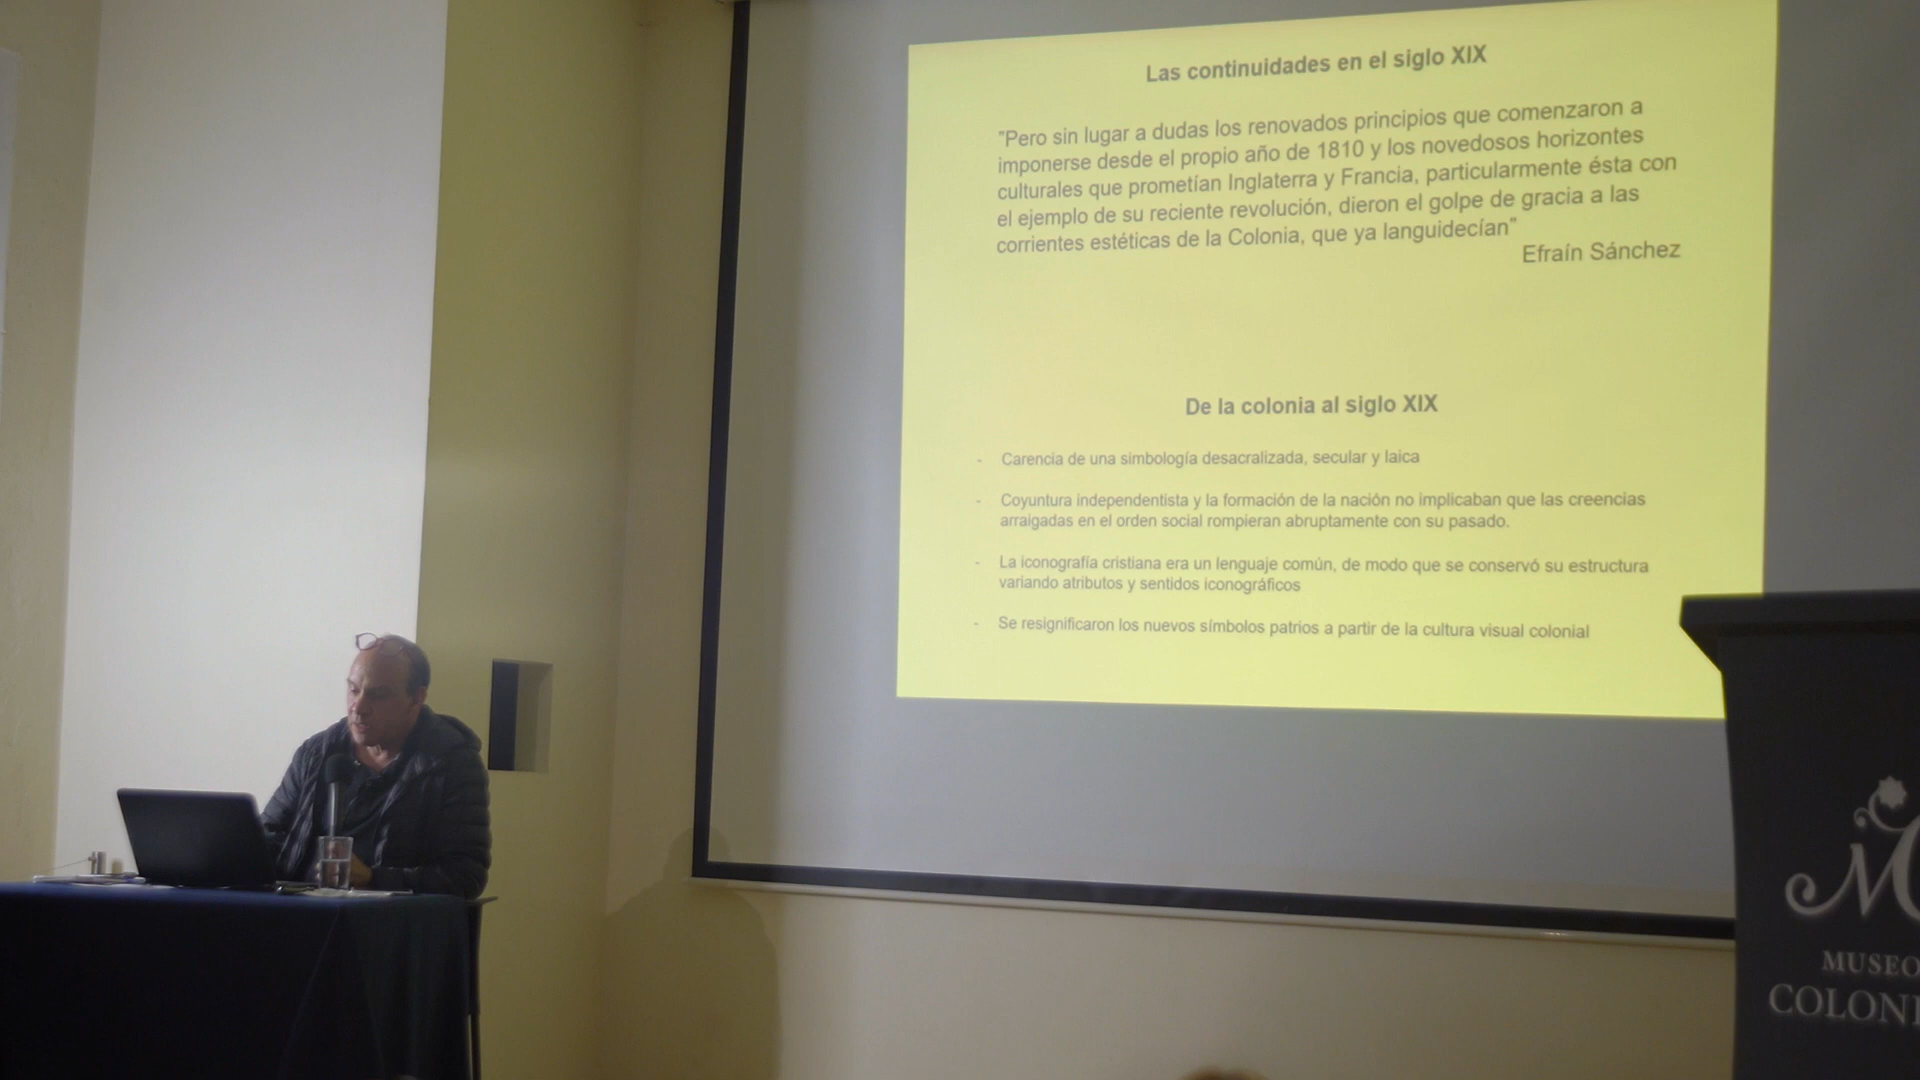 Las continuidades en el siglo XIX
"Pero sin lugar a dudas los renovados principios que comenzaron a
imponerse desde el propio año de 1810 y los novedosos horizontes
culturales que prometían Inglaterra y Francia, particularmente ésta con
el ejemplo de su reciente revolución, dieron el golpe de gracia a las
corrientes estéticas de la Colonia, que ya languidecían"
Efraín Sánchez
De la colonia al siglo XIX
- Carencia de una simbología desacralizada, secular y laica
- Coyuntura independentista y la formación de la nación no implicaban que las creencias
arraigadas en el orden social rompieran abruptamente con su pasado.
- La iconografía cristiana era un lenguaje común, de modo que se conservó su estructura
variando atributos y sentidos iconográficos
- Se resignificaron los nuevos símbolos patrios a partir de la cultura visual colonial
MUSEO
COLONI